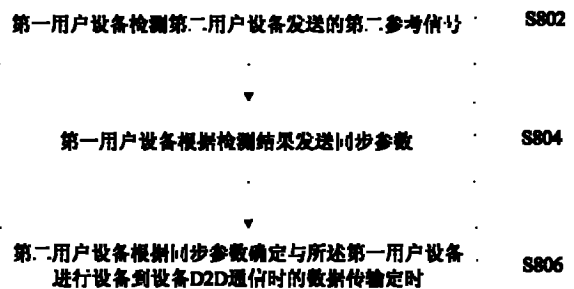 第一用户设备检测第二用户设备发送的第二参考信号 S802
第一用户设备根据检测结果发送同步参数 S804
第二用户设备根据同步参数确定与所述第一用户设备 S806
进行设备到设备D2D通信时的数据传输定时